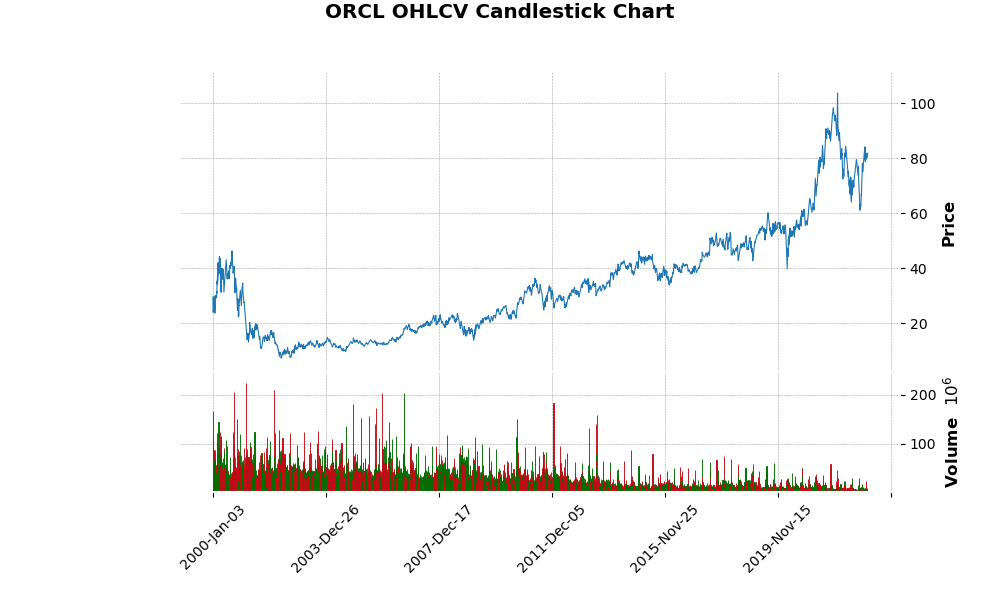 ORCL OHLCV Candlestick Chart
100
80
60
40
20
Price
200
100
Volume 10^6
2000-Jan-03
2003-Dec-26
2007-Dec-17
2011-Dec-05
2015-Nov-25
2019-Nov-15